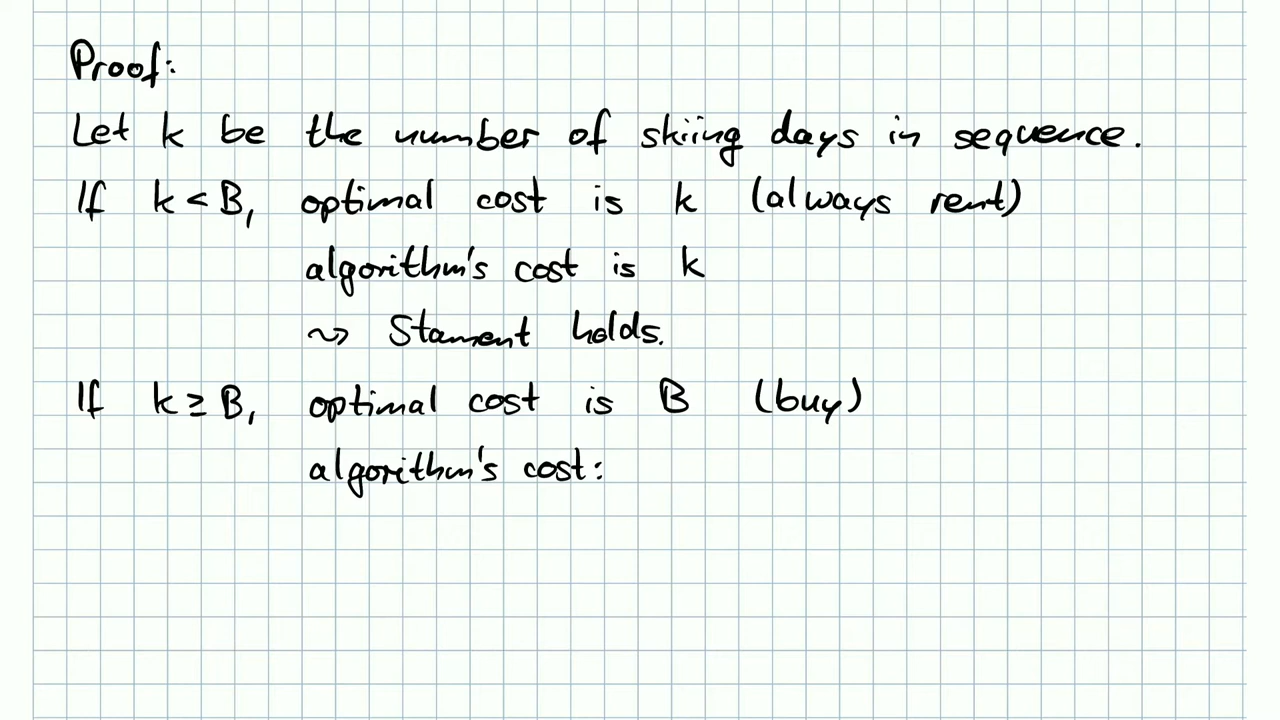 Proof:
Let k be the number of skiing days in sequence.
If k < B, optimal cost is k (always rent)
algorithm's cost is k
⤳ Stament holds.
If k ≥ B, optimal cost is B (buy)
algorithm's cost: